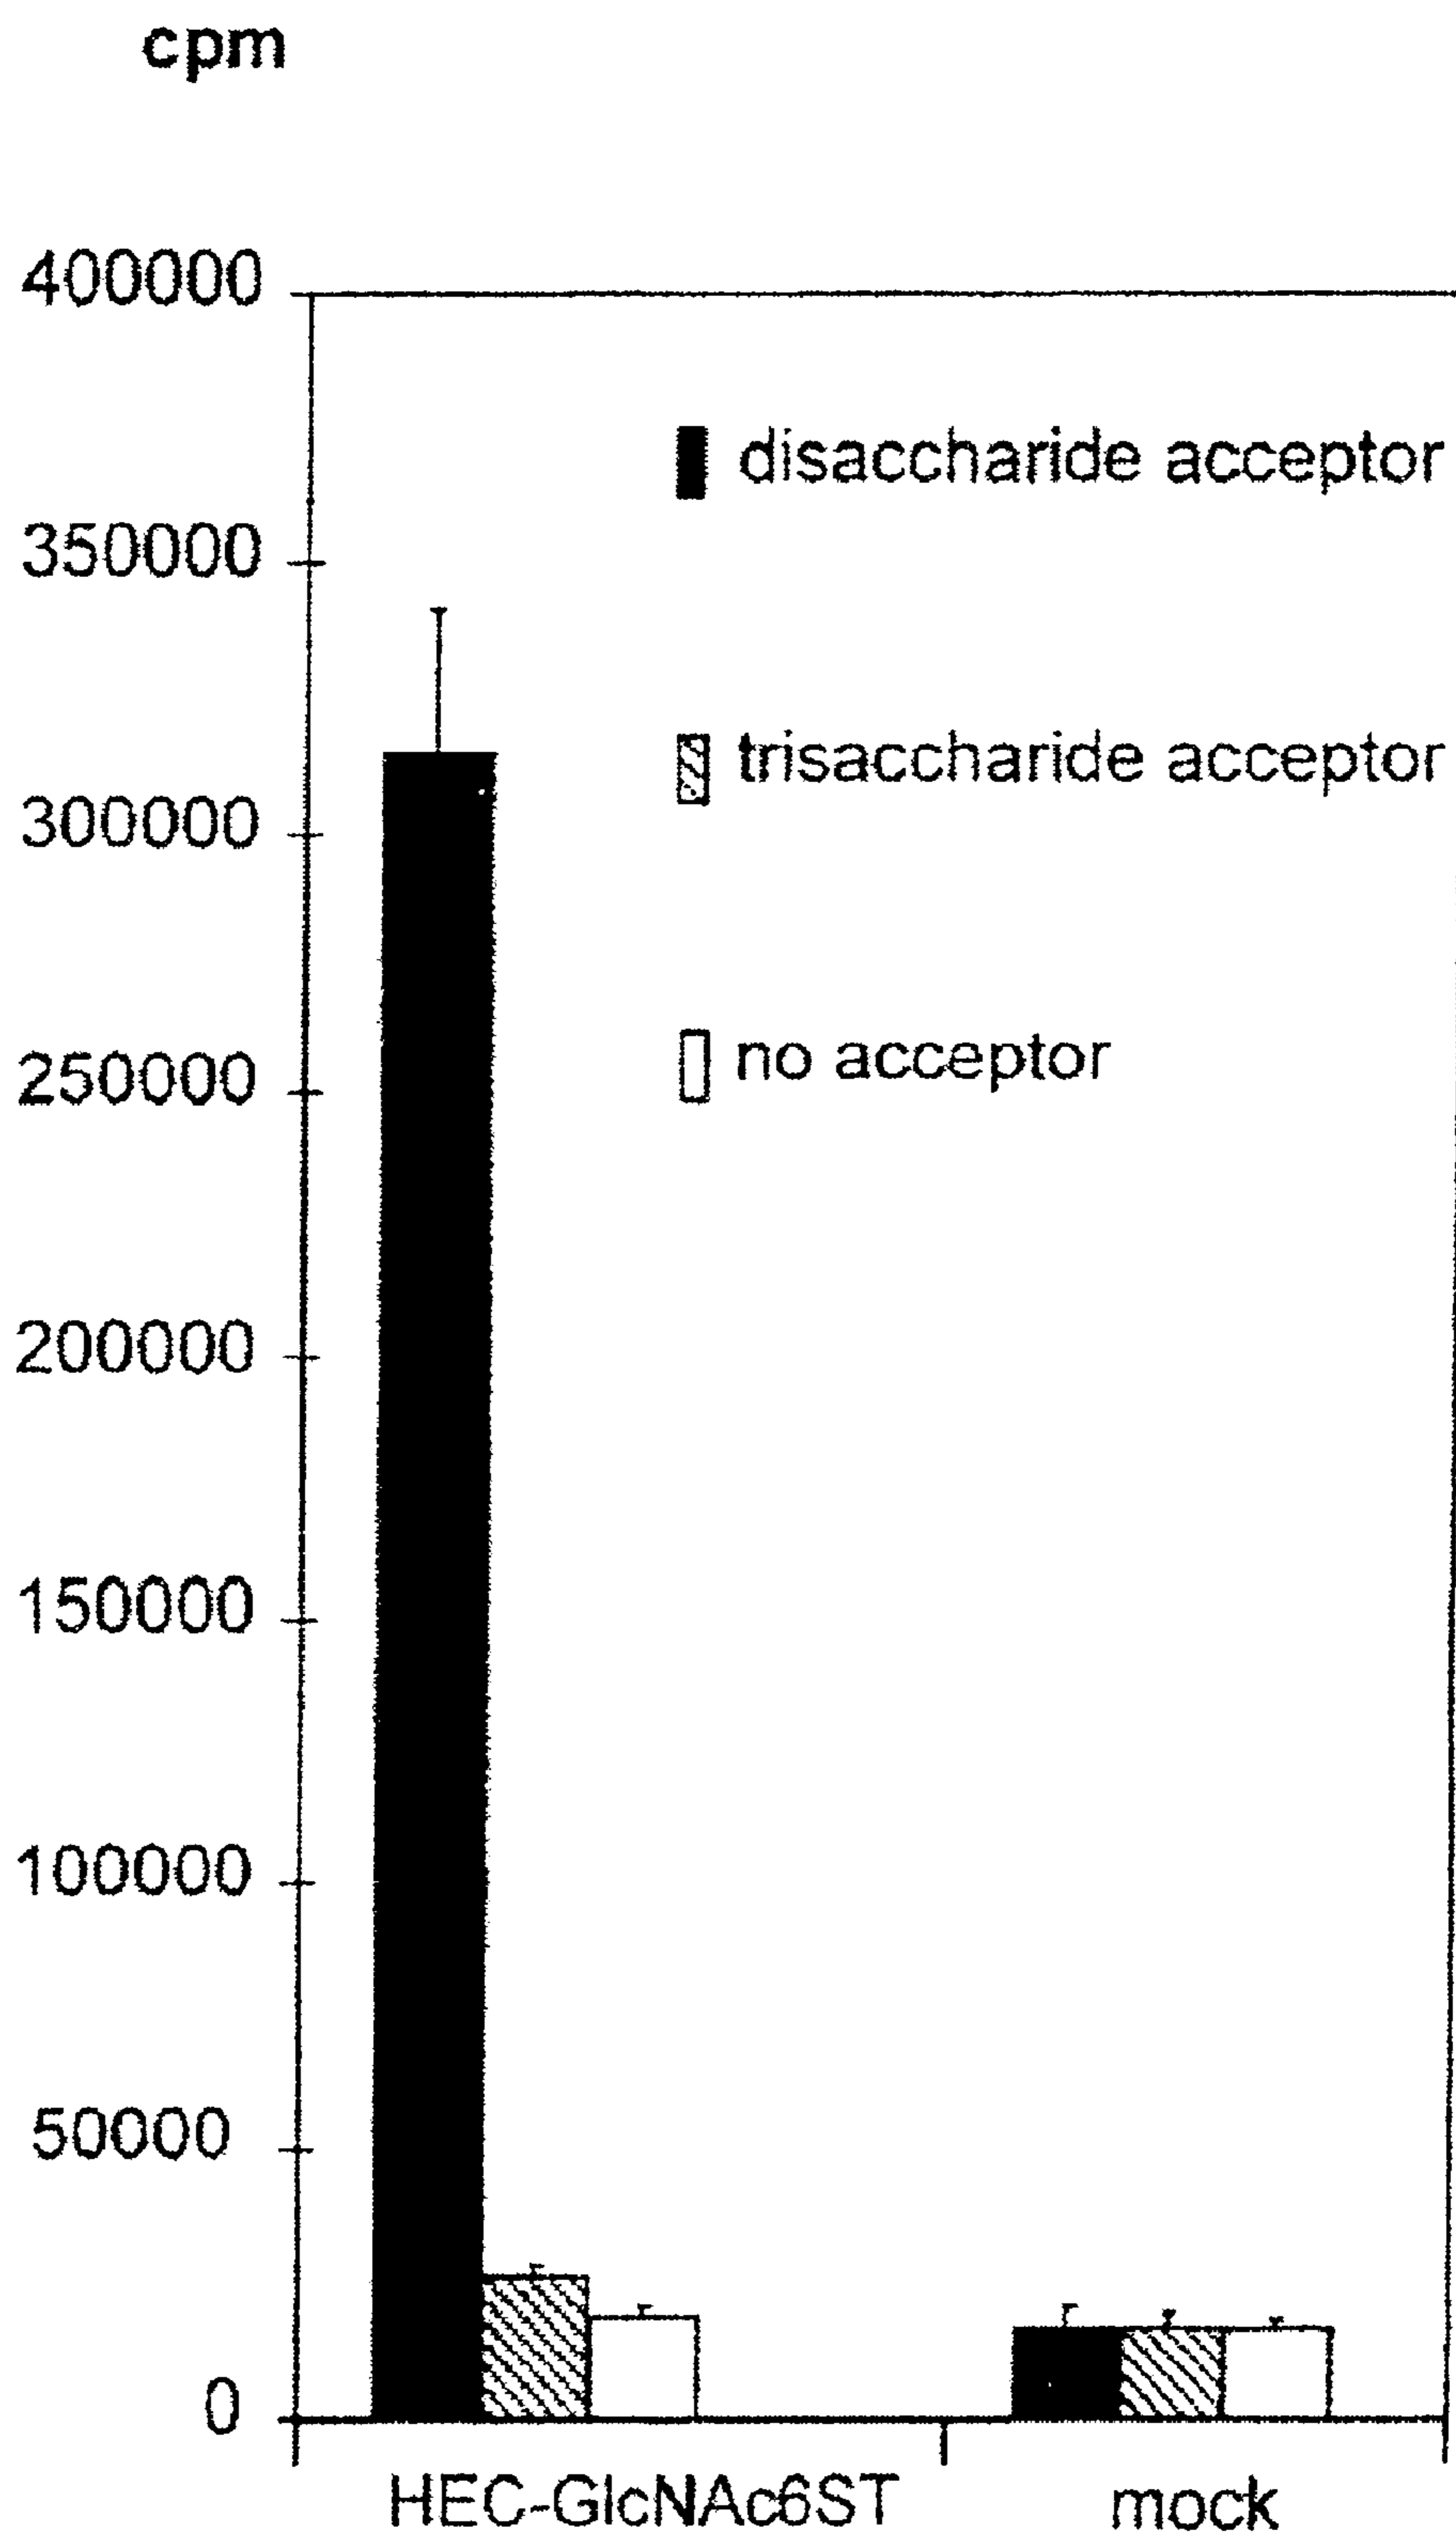 cpm
400000
disaccharide acceptor
350000
trisaccharide acceptor
300000
no acceptor
250000
200000
150000
100000
50000
0
HEC-GlcNAc6ST mock